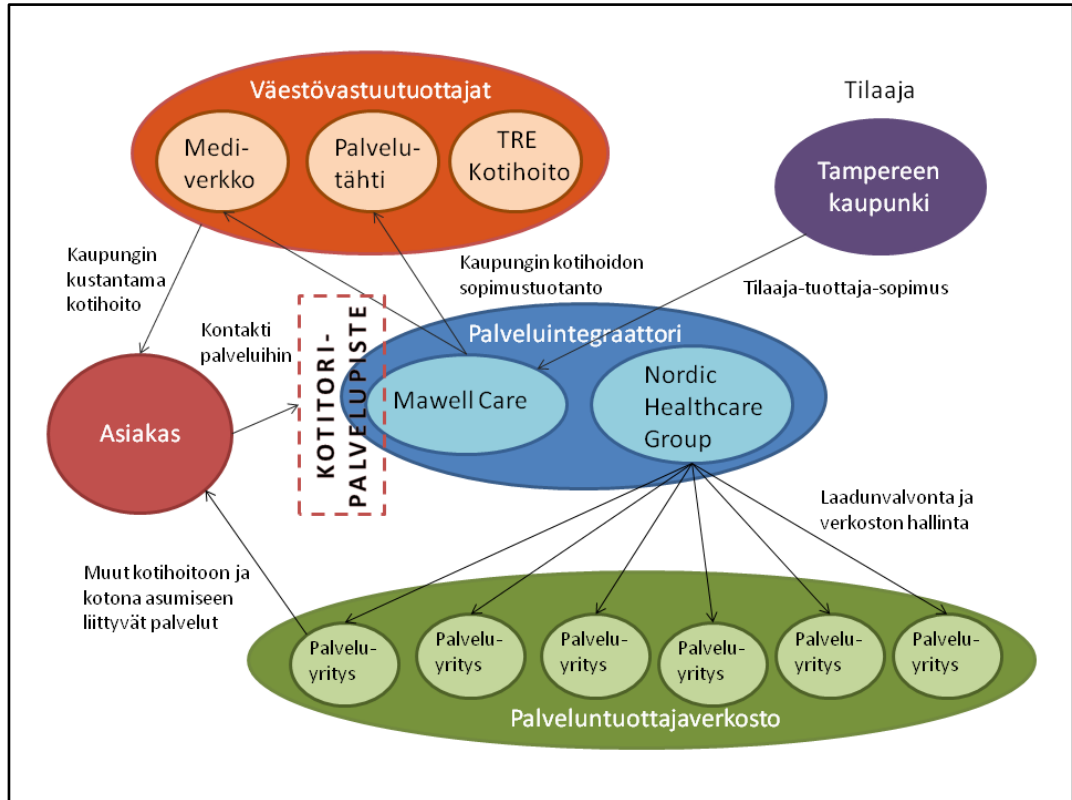 Väestövastuutuottajat
Medi-
verkko
Palvelu-
tähti
TRE
Kotihoito
Tilaaja
Tampereen
kaupunki
Kaupungin
kustantama
kotihoito
Kaupungin kotihoidon
sopimustuotanto
Tilaaja-tuottaja-sopimus
Kontakti
palveluihin
Palveluintegraattori
KOTITORI-
PALVELUPISTE
Mawell Care
Nordic
Healthcare
Group
Asiakas
Laadunvalvonta ja
verkoston hallinta
Muut kotihoitoon ja
kotona asumiseen
liittyvät palvelut
Palvelu-
yritys
Palvelu-
yritys
Palvelu-
yritys
Palvelu-
yritys
Palvelu-
yritys
Palvelu-
yritys
Palveluntuottajaverkosto